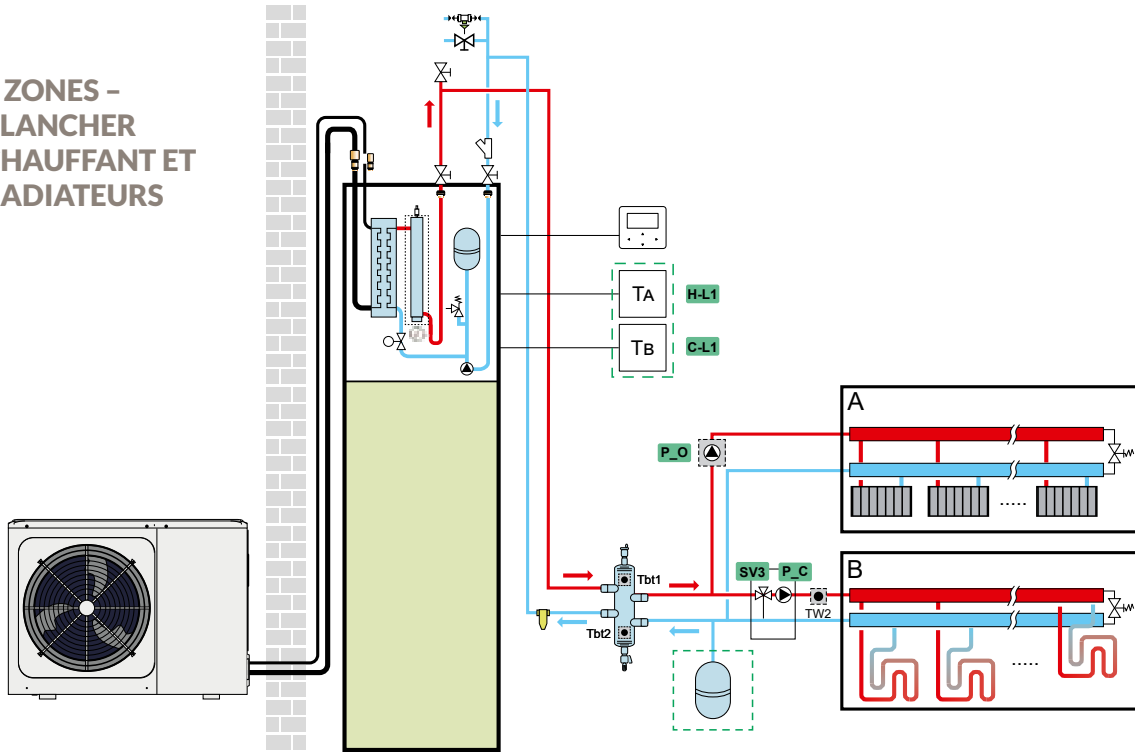 ZONES –
LANCHER
HAUFFANT ET
ADIATEURS
TA
H-L1
TB
C-L1
A
P_O
Tbt1
SV3
P_C
B
TW2
Tbt2